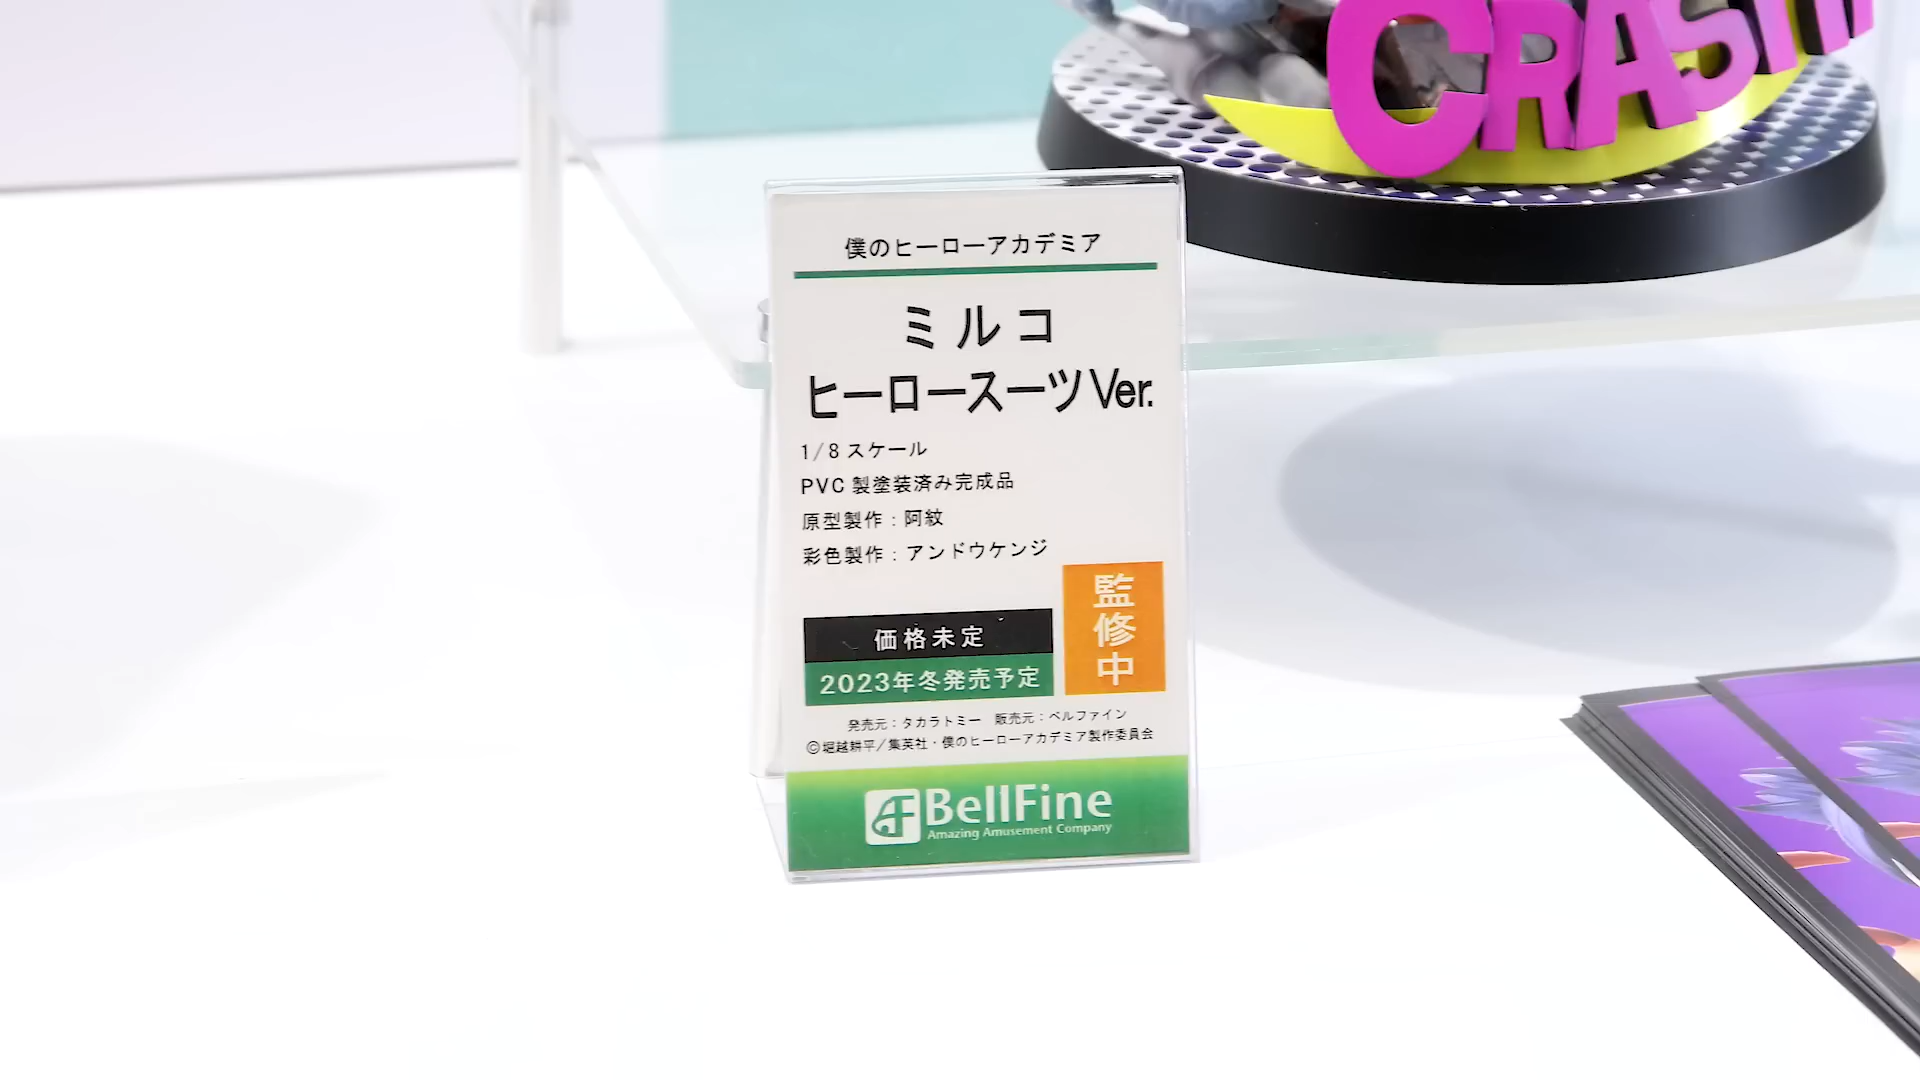 CRASH
僕のヒーローアカデミア
ミルコ
ヒーロースーツVer.
1/8 スケール
PVC 製塗装済み完成品
原型製作：阿紋
彩色製作：アンドウケンジ
監修中
価格未定
2023年冬発売予定
発売元：タカラトミー 販売元：ベルファイン
©堀越耕平/集英社・僕のヒーローアカデミア製作委員会
BellFine
Amazing Amusement Company